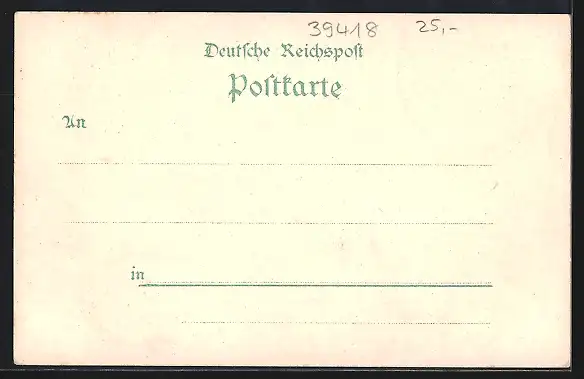 39418 25,-
Deutsche Reichspost
Postkarte
An
in